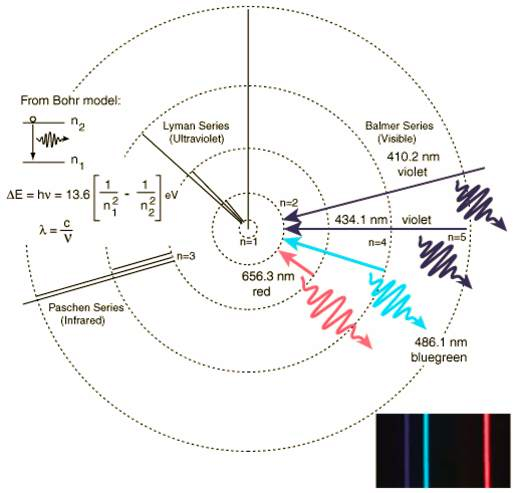 From Bohr model:
n2
n1
ΔE = hν = 13.6 [ 1/n1² - 1/n2² ] eV
λ = c/ν
Lyman Series
(Ultraviolet)
Balmer Series
(Visible)
410.2 nm
violet
n=2
434.1 nm violet
n=1
n=4
n=5
n=3
656.3 nm
red
Paschen Series
(Infrared)
486.1 nm
bluegreen